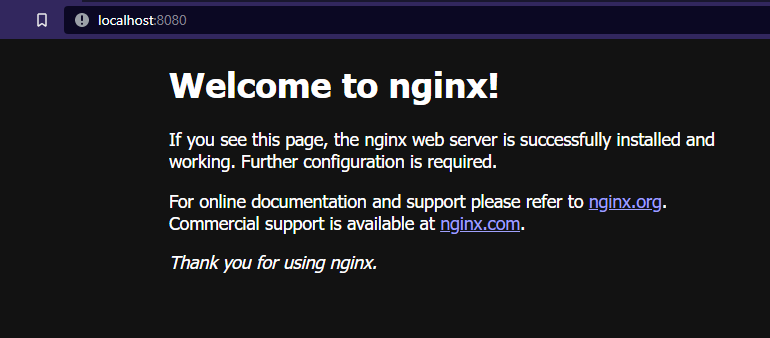 localhost:8080
Welcome to nginx!
If you see this page, the nginx web server is successfully installed and
working. Further configuration is required.
For online documentation and support please refer to nginx.org.
Commercial support is available at nginx.com.
Thank you for using nginx.